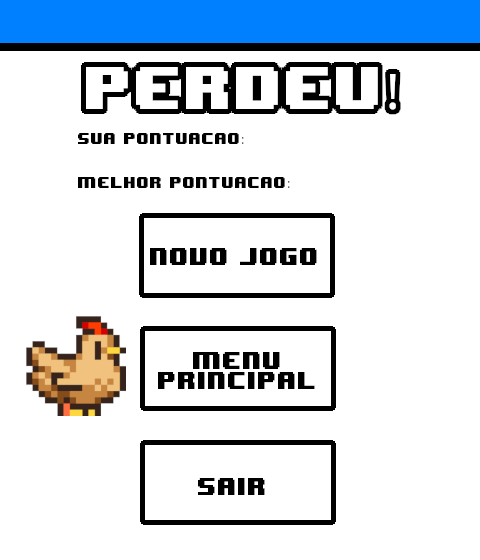 PERDEU!
SUA PONTUACAO:
MELHOR PONTUACAO:
NOVO JOGO
MENU
PRINCIPAL
SAIR